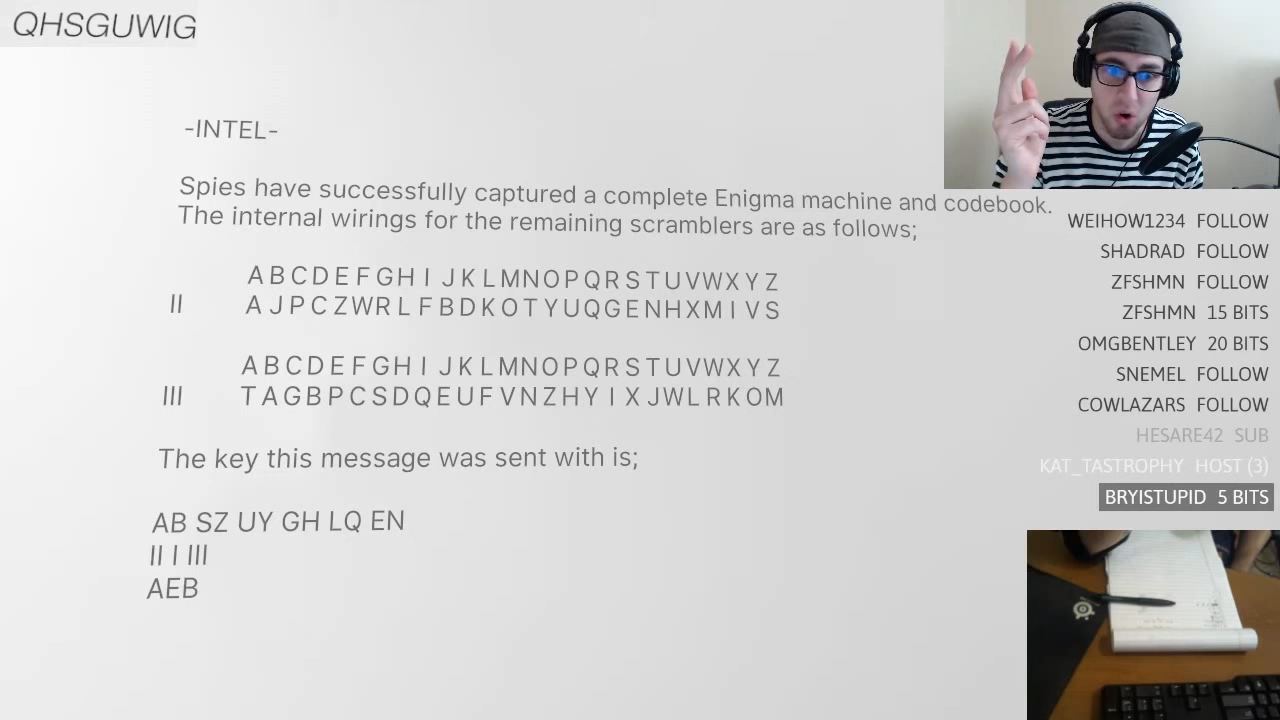 QHSGUWIG
-INTEL-
Spies have successfully captured a complete Enigma machine and codebook.
The internal wirings for the remaining scramblers are as follows;
A B C D E F G H I J K L M N O P Q R S T U V W X Y Z
II A J P C Z W R L F B D K O T Y U Q G E N H X M I V S
A B C D E F G H I J K L M N O P Q R S T U V W X Y Z
III T A G B P C S D Q E U F V N Z H Y I X J W L R K O M
The key this message was sent with is;
AB SZ UY GH LQ EN
II I III
AEB
WEIHOW1234 FOLLOW
SHADRAD FOLLOW
ZFSHMN FOLLOW
ZFSHMN 15 BITS
OMGBENTLEY 20 BITS
SNEMEL FOLLOW
COWLAZARS FOLLOW
HESARE42 SUB
KAT_TASTROPHY HOST (3)
BRYISTUPID 5 BITS